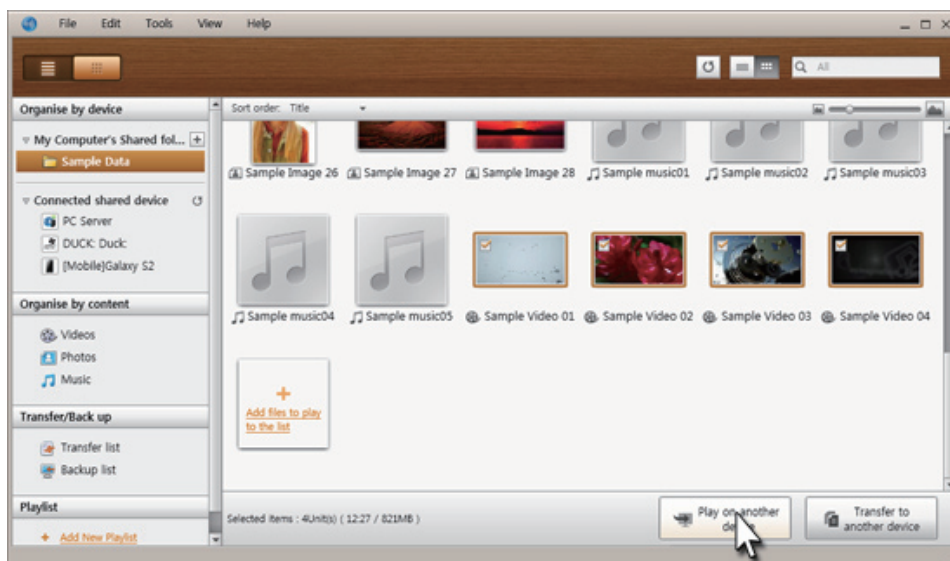 File Edit Tools View Help
All
Organise by device
My Computer's Shared fol...
Sample Data
Connected shared device
PC Server
DUCK: Duck:
[Mobile]Galaxy S2
Organise by content
Videos
Photos
Music
Transfer/Back up
Transfer list
Backup list
Playlist
Add New Playlist
Sort order: Title
Sample Image 26 Sample Image 27 Sample Image 28 Sample music01 Sample music02 Sample music03
Sample music04 Sample music05 Sample Video 01 Sample Video 02 Sample Video 03 Sample Video 04
Add files to play
to the list
Selected items : 4Unit(s) ( 12:27 / 821MB )
Play on another
Transfer to
another device